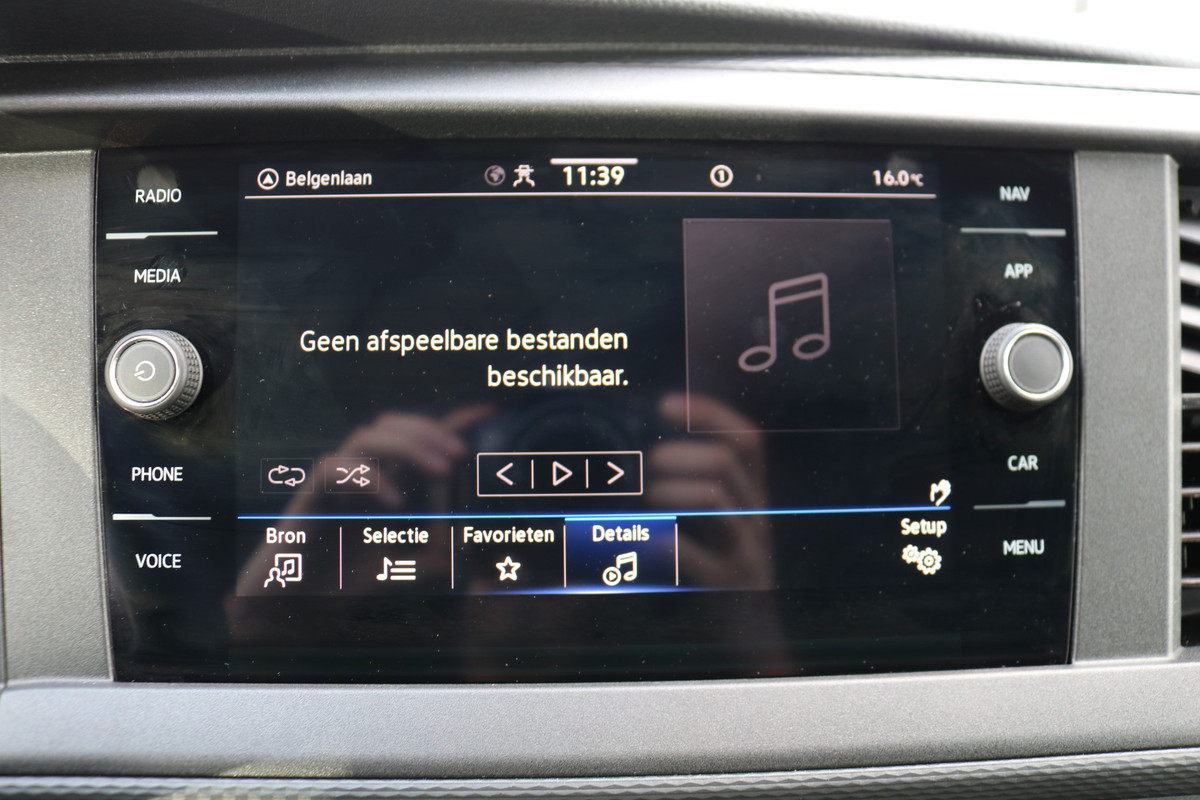 RADIO
MEDIA
PHONE
VOICE
Belgenlaan
11:39
1
16.0°C
Geen afspeelbare bestanden
beschikbaar.
Bron
Selectie
Favorieten
Details
Setup
NAV
APP
CAR
MENU